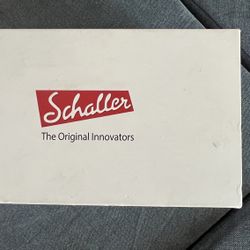 Schaller
The Original Innovators